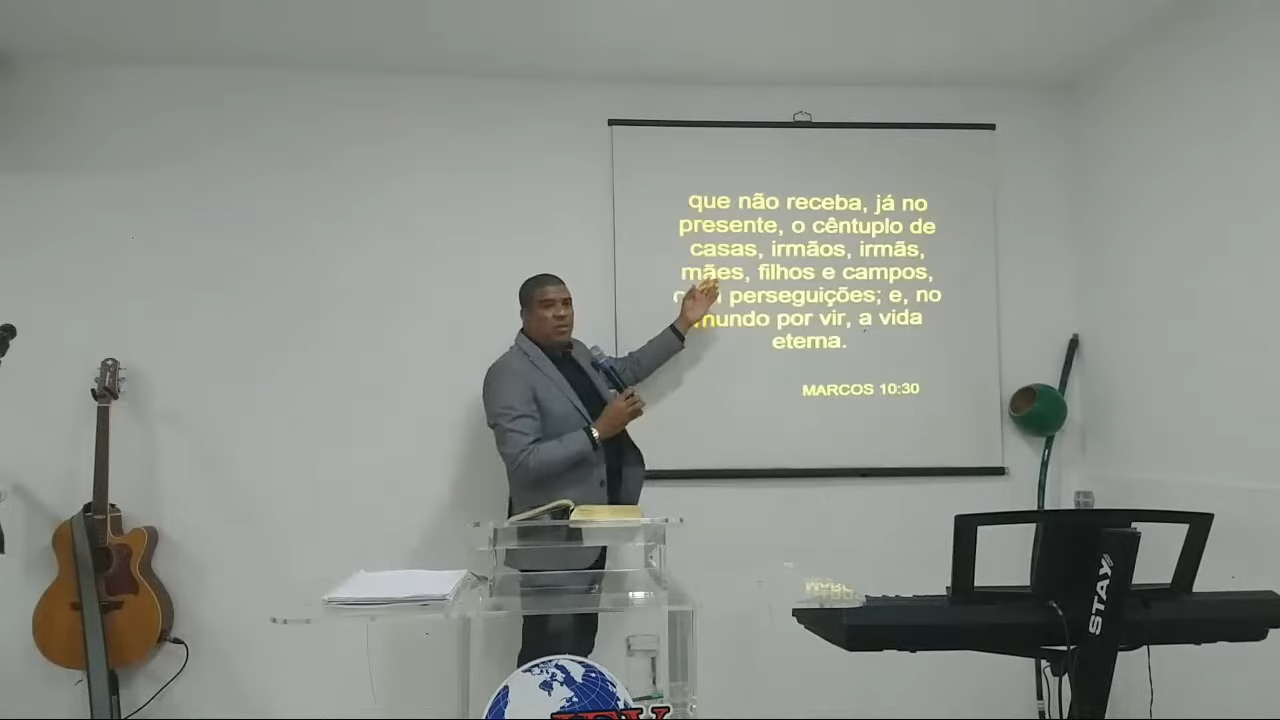 que não receba, já no
presente, o cêntuplo de
casas, irmãos, irmãs,
mães, filhos e campos,
perseguições; e, no
mundo por vir, a vida
eterna.
MARCOS 10:30
STAY